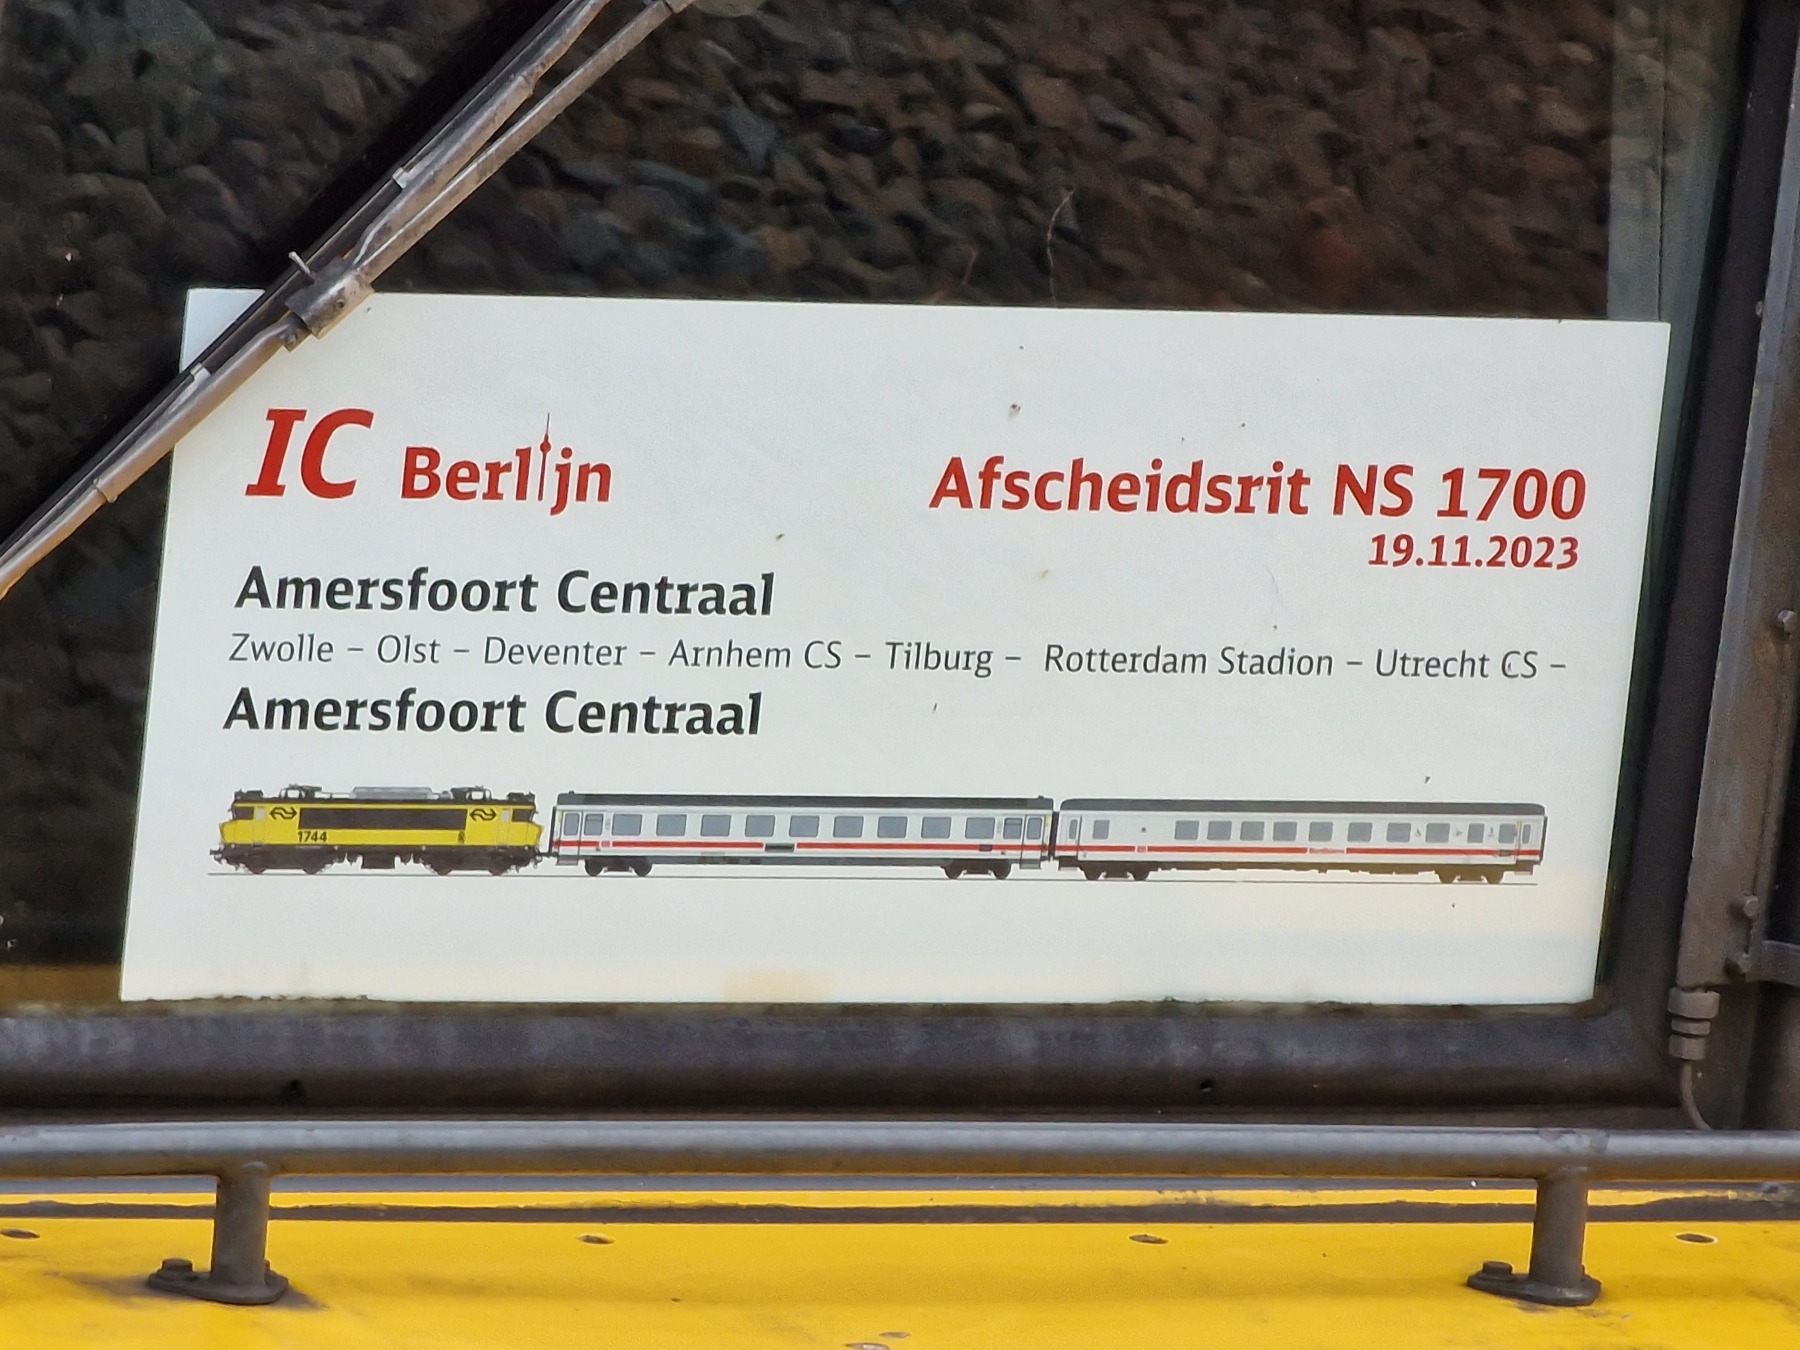 IC Berlijn
Afscheidsrit NS 1700
19.11.2023
Amersfoort Centraal
Zwolle – Olst – Deventer – Arnhem CS – Tilburg – Rotterdam Stadion – Utrecht CS –
Amersfoort Centraal
1744